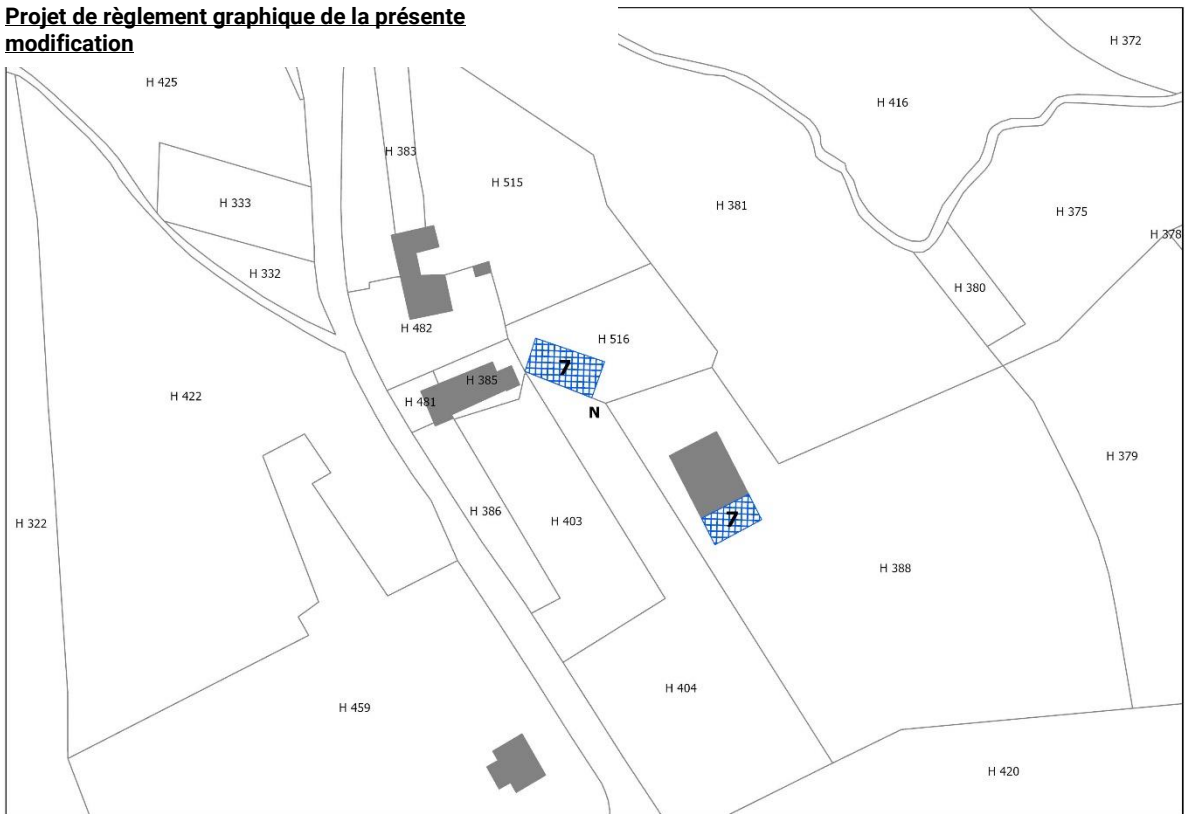 Projet de règlement graphique de la présente
modification
H 372
H 425
H 416
H 383
H 515
H 333
H 381
H 375
H 378
H 332
H 380
H 482
H 516
7
H 385
H 422
H 481
N
H 379
H 322
H 386
H 403
7
H 388
H 404
H 459
H 420